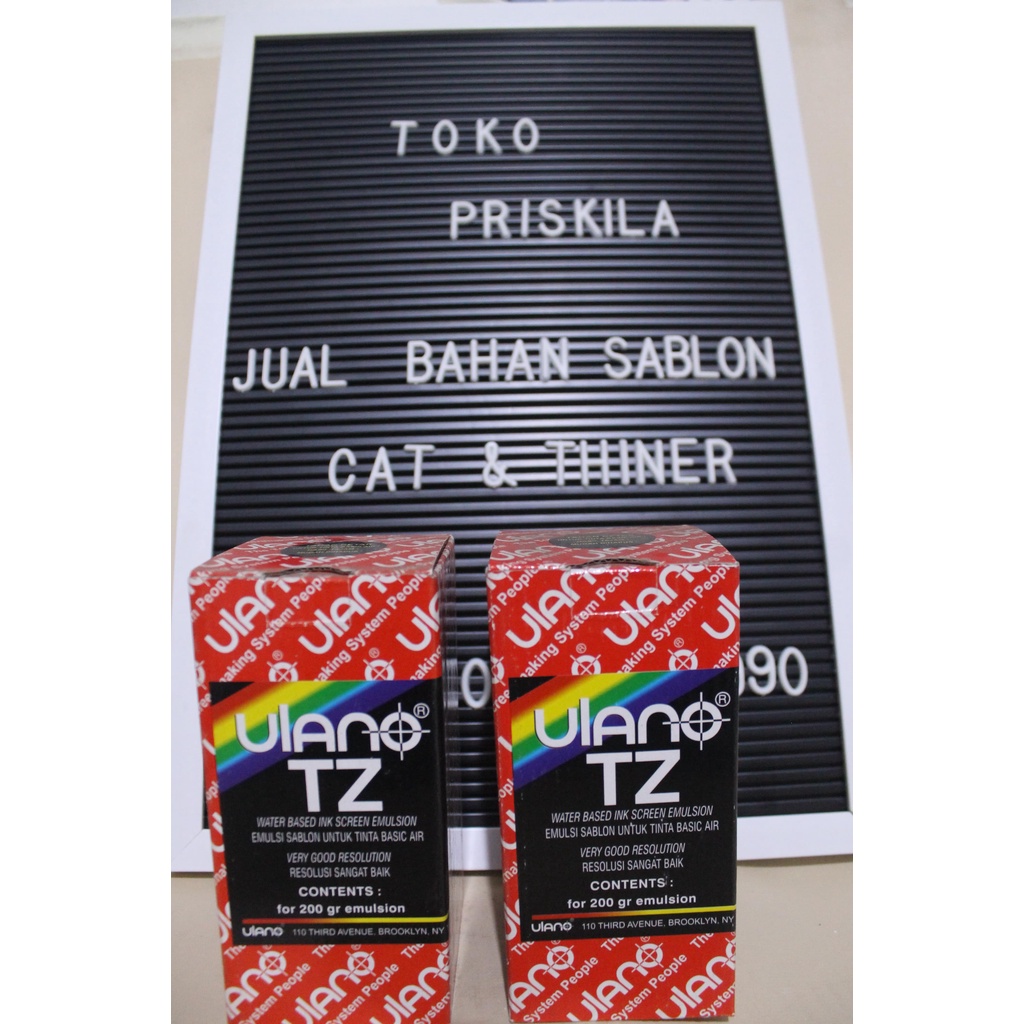 TOKO
PRISKILA
JUAL BAHAN SABLON
CAT & THINER
090
ulano®
TZ
WATER BASED INK SCREEN EMULSION
EMULSI SABLON UNTUK TINTA BASIC AIR
VERY GOOD RESOLUTION
RESOLUSI SANGAT BAIK
CONTENTS :
for 200 gr emulsion
ulano® 110 THIRD AVENUE, BROOKLYN, NY
ulano®
TZ
WATER BASED INK SCREEN EMULSION
EMULSI SABLON UNTUK TINTA BASIC AIR
VERY GOOD RESOLUTION
RESOLUSI SANGAT BAIK
CONTENTS :
for 200 gr emulsion
ulano® 110 THIRD AVENUE, BROOKLYN, NY